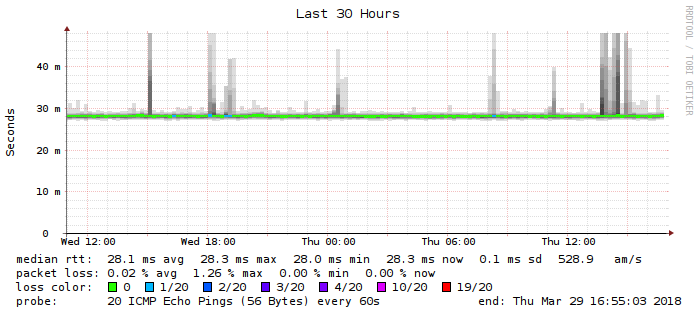 Last 30 Hours
RRDTOOL / TOBI OETIKER
Seconds
40 m
30 m
20 m
10 m
0
Wed 12:00 Wed 18:00 Thu 00:00 Thu 06:00 Thu 12:00
median rtt: 28.1 ms avg 28.3 ms max 28.0 ms min 28.3 ms now 0.1 ms sd 528.9 am/s
packet loss: 0.02 % avg 1.26 % max 0.00 % min 0.00 % now
loss color: 0 1/20 2/20 3/20 4/20 10/20 19/20
probe: 20 ICMP Echo Pings (56 Bytes) every 60s end: Thu Mar 29 16:55:03 2018